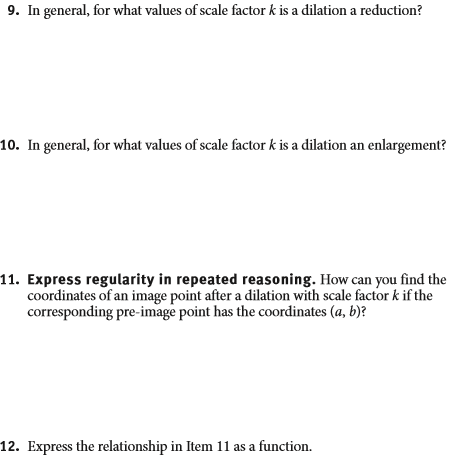 9. In general, for what values of scale factor k is a dilation a reduction?
10. In general, for what values of scale factor k is a dilation an enlargement?
11. Express regularity in repeated reasoning. How can you find the
coordinates of an image point after a dilation with scale factor k if the
corresponding pre-image point has the coordinates (a, b)?
12. Express the relationship in Item 11 as a function.